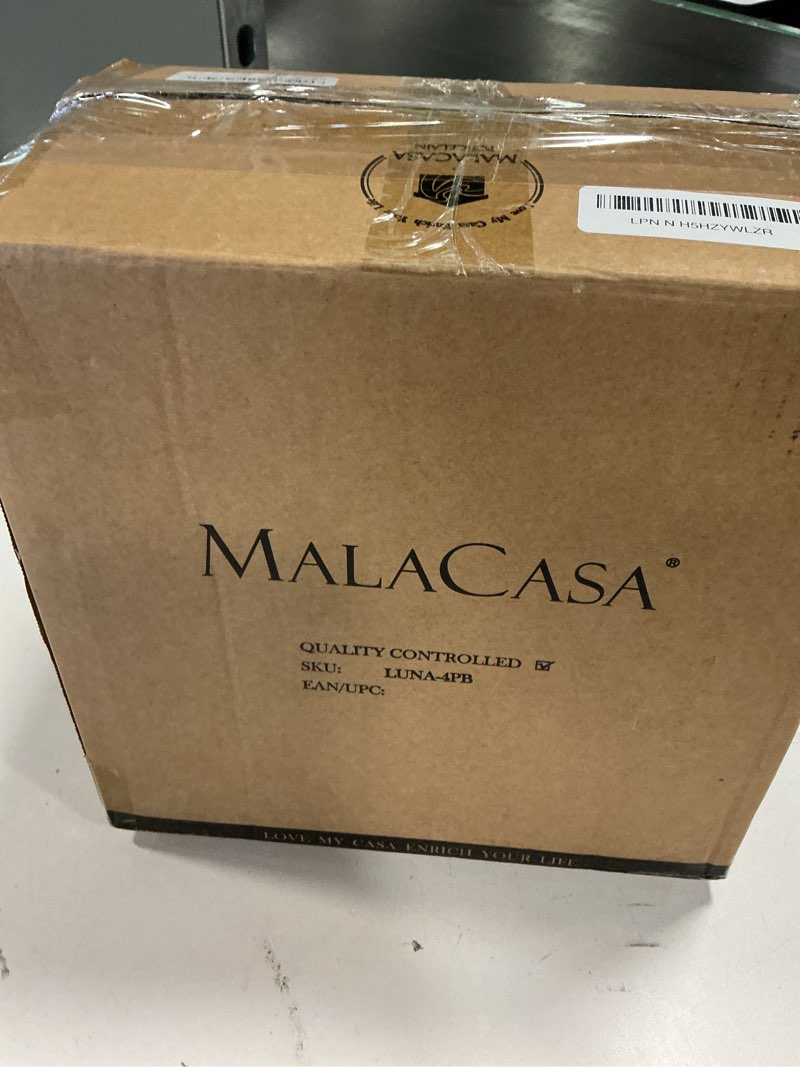 MALACASA
LPN N H5HZYWLZR
MALACASA®
QUALITY CONTROLLED ☑
SKU: LUNA-4PB
EAN/UPC:
LOVE MY CASA ENRICH YOUR LIFE